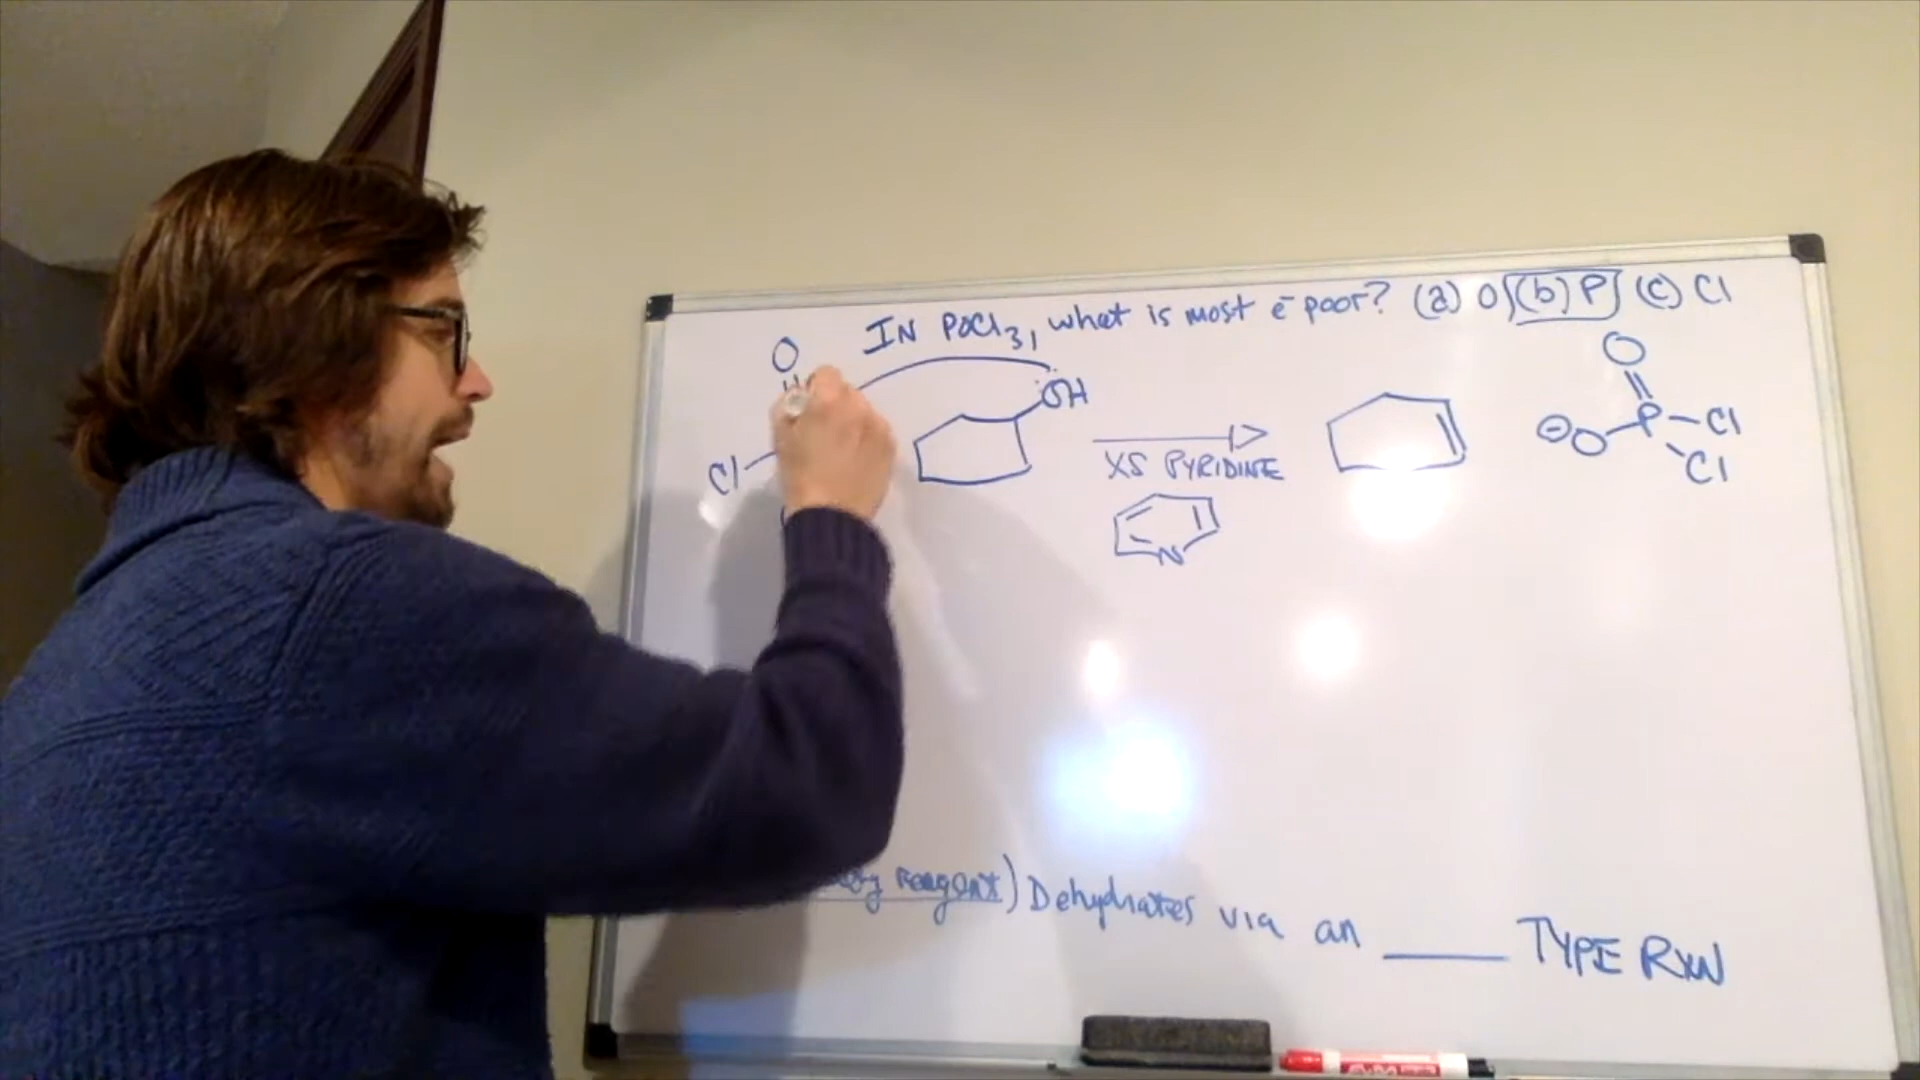 IN POCl3, what is most e⁻ poor? (a) O (b) P (c) Cl
O
O
OH
P
Cl
⊖O
Cl
Cl
XS PYRIDINE
N
reagent) Dehydrates via an ____ TYPE RXN